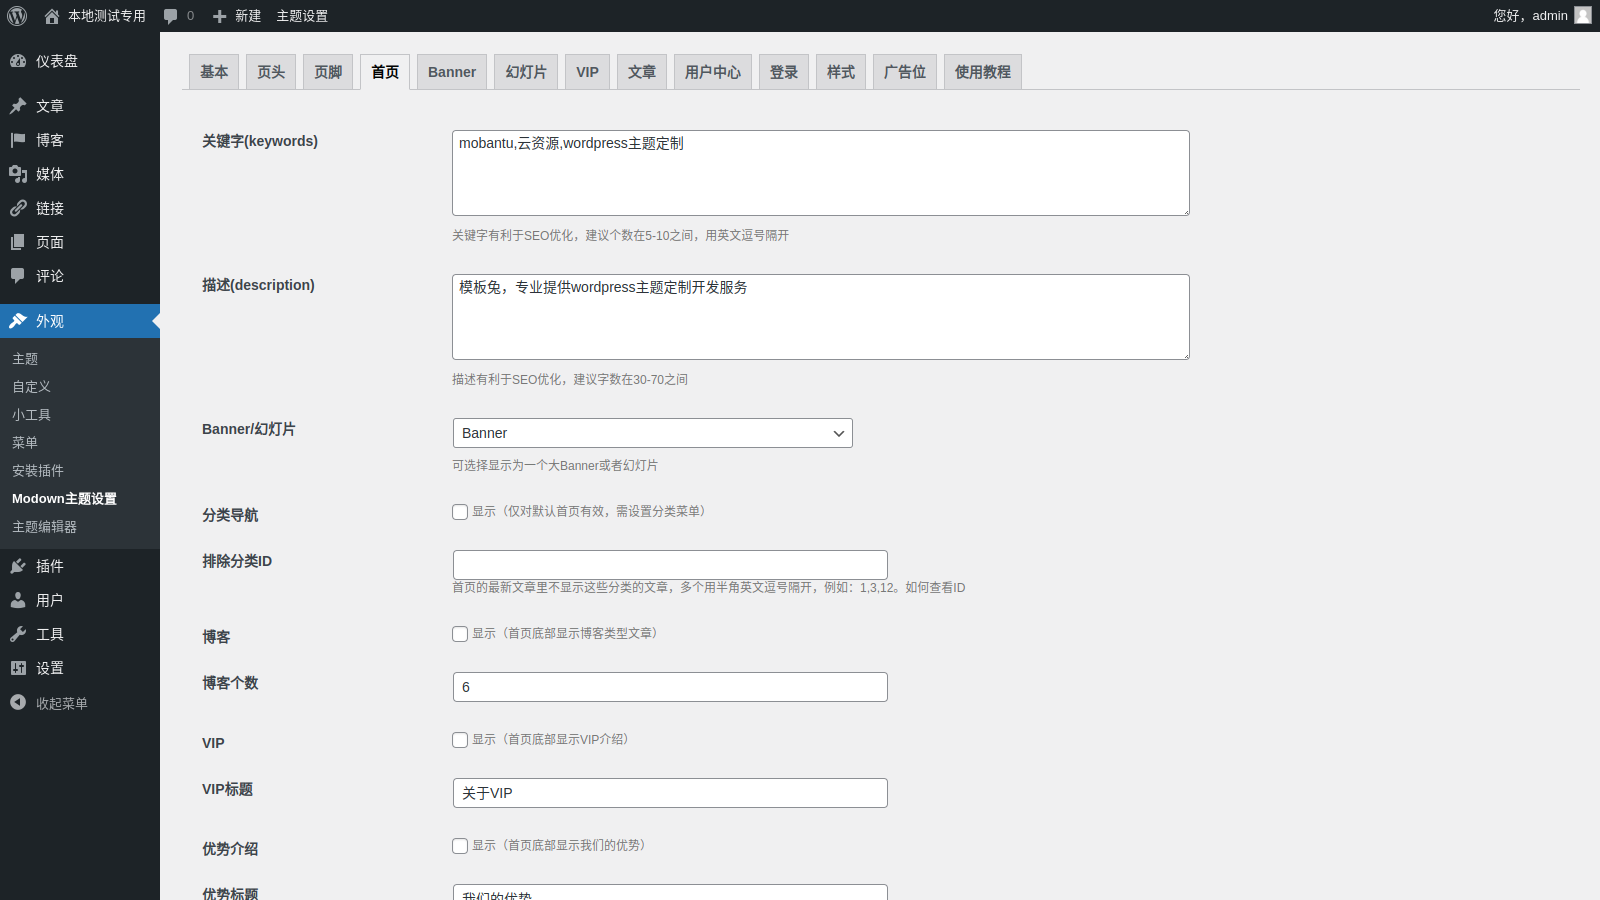 本地测试专用 0 新建 主题设置 您好，admin
仪表盘
文章
博客
媒体
链接
页面
评论
外观
主题
自定义
小工具
菜单
安装插件
Modown主题设置
主题编辑器
插件
用户
工具
设置
收起菜单
基本 页头 页脚 首页 Banner 幻灯片 VIP 文章 用户中心 登录 样式 广告位 使用教程
关键字(keywords)
mobantu,云资源,wordpress主题定制
关键字有利于SEO优化，建议个数在5-10之间，用英文逗号隔开
描述(description)
模板兔，专业提供wordpress主题定制开发服务
描述有利于SEO优化，建议字数在30-70之间
Banner/幻灯片
Banner
可选择显示为一个大Banner或者幻灯片
分类导航
显示（仅对默认首页有效，需设置分类菜单）
排除分类ID
首页的最新文章里不显示这些分类的文章，多个用半角英文逗号隔开，例如：1,3,12。如何查看ID
博客
显示（首页底部显示博客类型文章）
博客个数
6
VIP
显示（首页底部显示VIP介绍）
VIP标题
关于VIP
优势介绍
显示（首页底部显示我们的优势）
优势标题
我们的优势